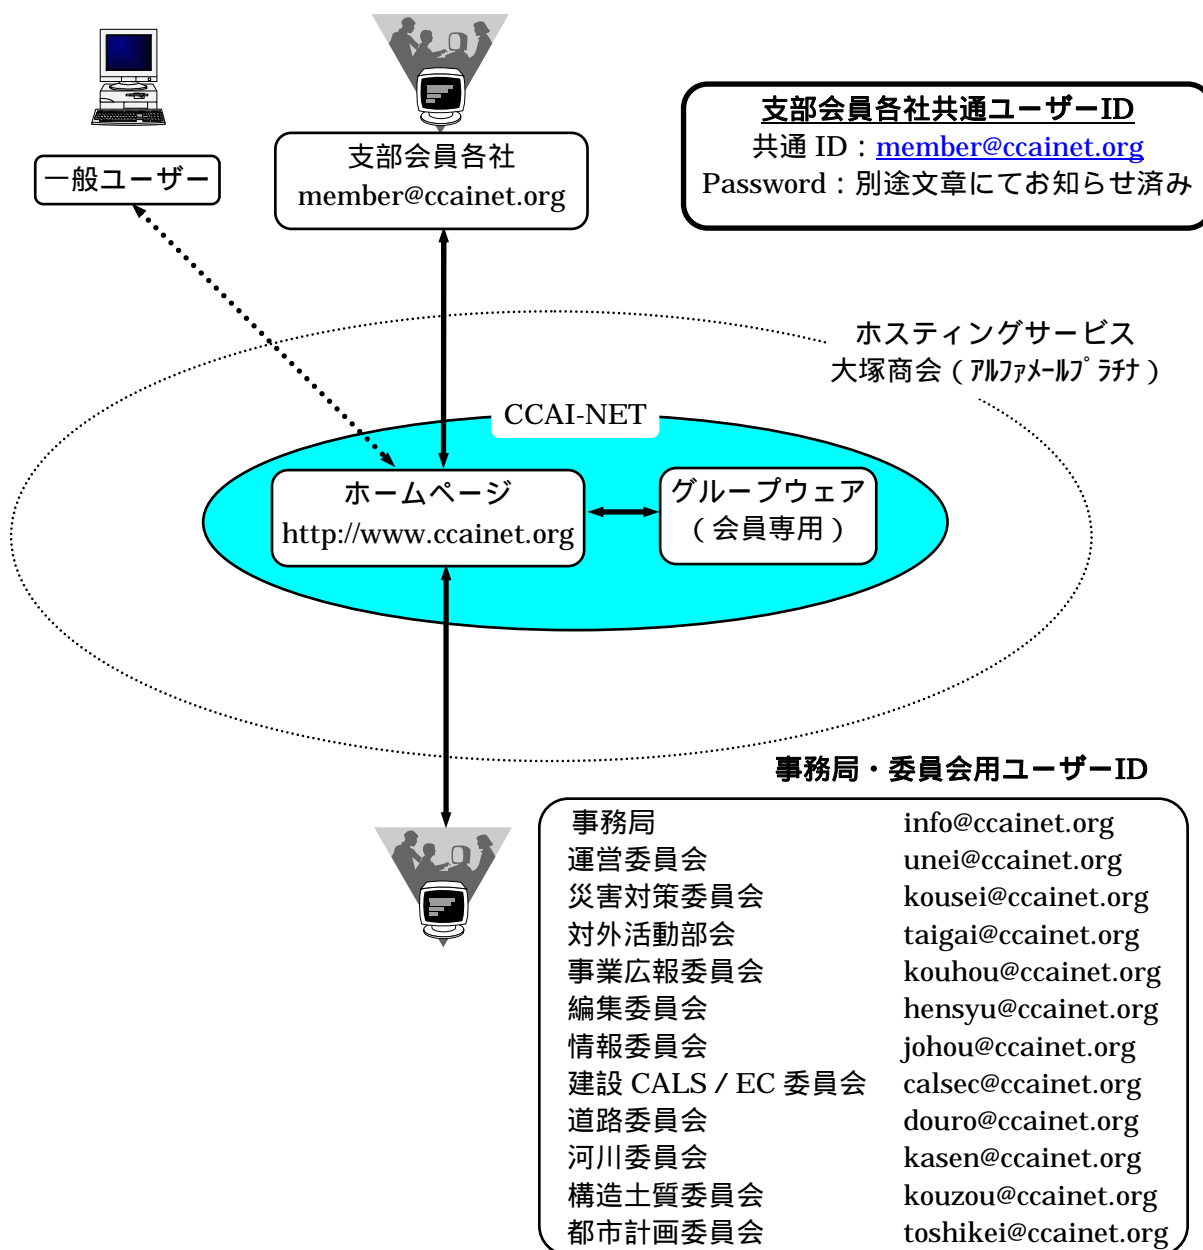 支部会員各社共通ユーザーID
共通 ID：member@ccainet.org
Password：別途文章にてお知らせ済み
一般ユーザー
支部会員各社
member@ccainet.org
ホスティングサービス
大塚商会（ｱﾙﾌｧﾒｰﾙﾌﾟﾗﾁﾅ）
CCAI-NET
ホームページ
http://www.ccainet.org
グループウェア
（会員専用）
事務局・委員会用ユーザーID
事務局 info@ccainet.org
運営委員会 unei@ccainet.org
災害対策委員会 kousei@ccainet.org
対外活動部会 taigai@ccainet.org
事業広報委員会 kouhou@ccainet.org
編集委員会 hensyu@ccainet.org
情報委員会 johou@ccainet.org
建設 CALS／EC 委員会 calsec@ccainet.org
道路委員会 douro@ccainet.org
河川委員会 kasen@ccainet.org
構造土質委員会 kouzou@ccainet.org
都市計画委員会 toshikei@ccainet.org